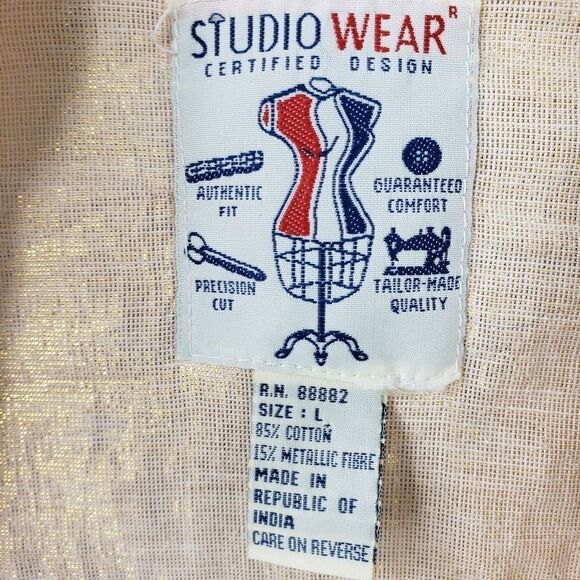 STUDIO WEAR R
CERTIFIED DESIGN
AUTHENTIC
FIT
GUARANTEED
COMFORT
PRECISION
CUT
TAILOR-MADE
QUALITY
R.N. 88882
SIZE : L
85% COTTON
15% METALLIC FIBRE
MADE IN
REPUBLIC OF
INDIA
CARE ON REVERSE